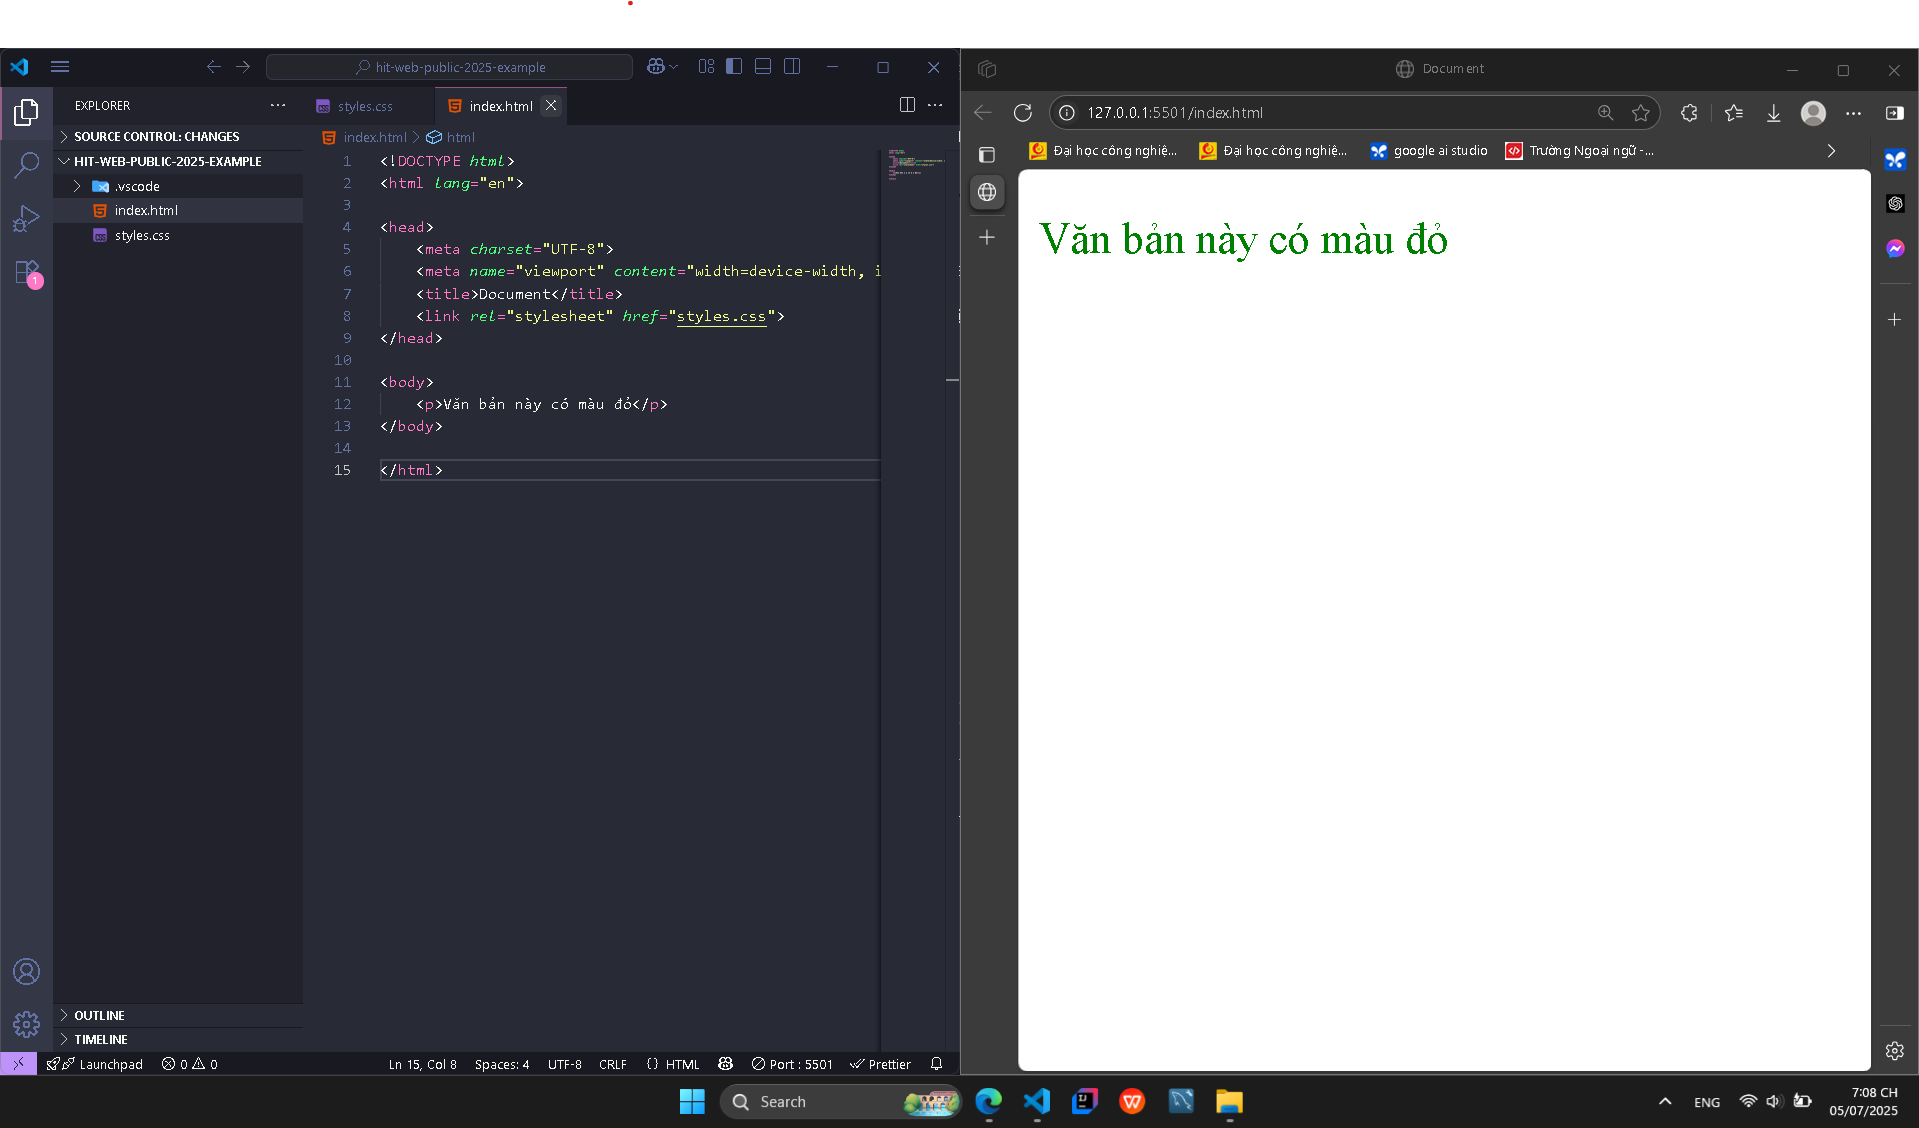 hit-web-public-2025-example
EXPLORER
styles.css
index.html
SOURCE CONTROL: CHANGES
HIT-WEB-PUBLIC-2025-EXAMPLE
.vscode
index.html
styles.css
OUTLINE
TIMELINE
1
index.html > html
1 <!DOCTYPE html>
2 <html lang="en">
3
4 <head>
5 <meta charset="UTF-8">
6 <meta name="viewport" content="width=device-width, i
7 <title>Document</title>
8 <link rel="stylesheet" href="styles.css">
9 </head>
10
11 <body>
12 <p>Văn bản này có màu đỏ</p>
13 </body>
14
15 </html>
Launchpad
0 0
Ln 15, Col 8
Spaces: 4
UTF-8
CRLF
{} HTML
Port : 5501
Prettier
Document
127.0.0.1:5501/index.html
Đại học công nghiệ...
Đại học công nghiệ...
google ai studio
Trường Ngoại ngữ -...
Văn bản này có màu đỏ
Search
ENG
7:08 CH
05/07/2025